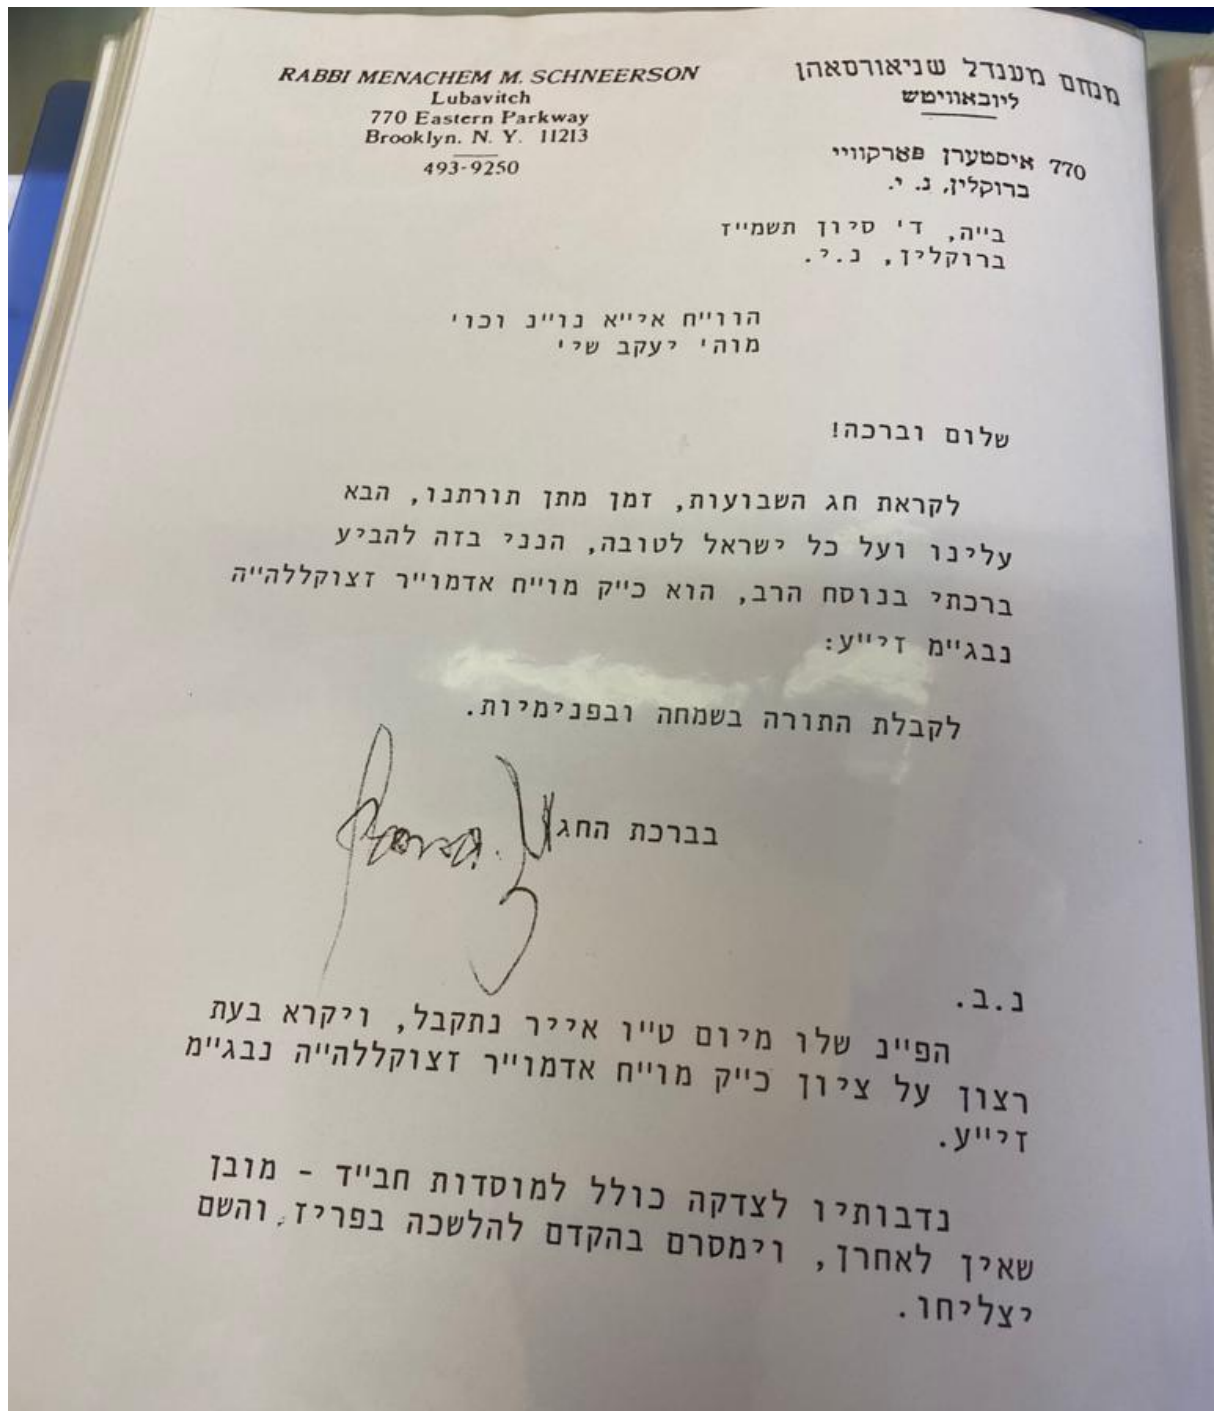 RABBI MENACHEM M. SCHNEERSON
Lubavitch
770 Eastern Parkway
Brooklyn. N. Y. 11213
493-9250
מנחם מענדל שניאורסאהן
ליובאוויטש
770 איסטערן פארקוויי
ברוקלין, נ. י.
ב"ה, ד' סיון תשמ"ז
ברוקלין, נ.י.
הוו"ח אי"א נו"נ וכו'
מוה' יעקב שי'
שלום וברכה!
לקראת חג השבועות, זמן מתן תורתנו, הבא
עלינו ועל כל ישראל לטובה, הנני בזה להביע
ברכתי בנוסח הרב, הוא כ"ק מו"ח אדמו"ר זצוקללה"ה
נבג"מ זי"ע:
לקבלת התורה בשמחה ובפנימיות.
בברכת החג
נ.ב.
הפ"נ שלו מיום ט"ו אייר נתקבל, ויקרא בעת
רצון על ציון כ"ק מו"ח אדמו"ר זצוקללה"ה נבג"מ
זי"ע.
נדבותיו לצדקה כולל למוסדות חב"ד - מובן
שאין לאחרן, וימסרם בהקדם להלשכה בפריז, והשם
יצליחו.